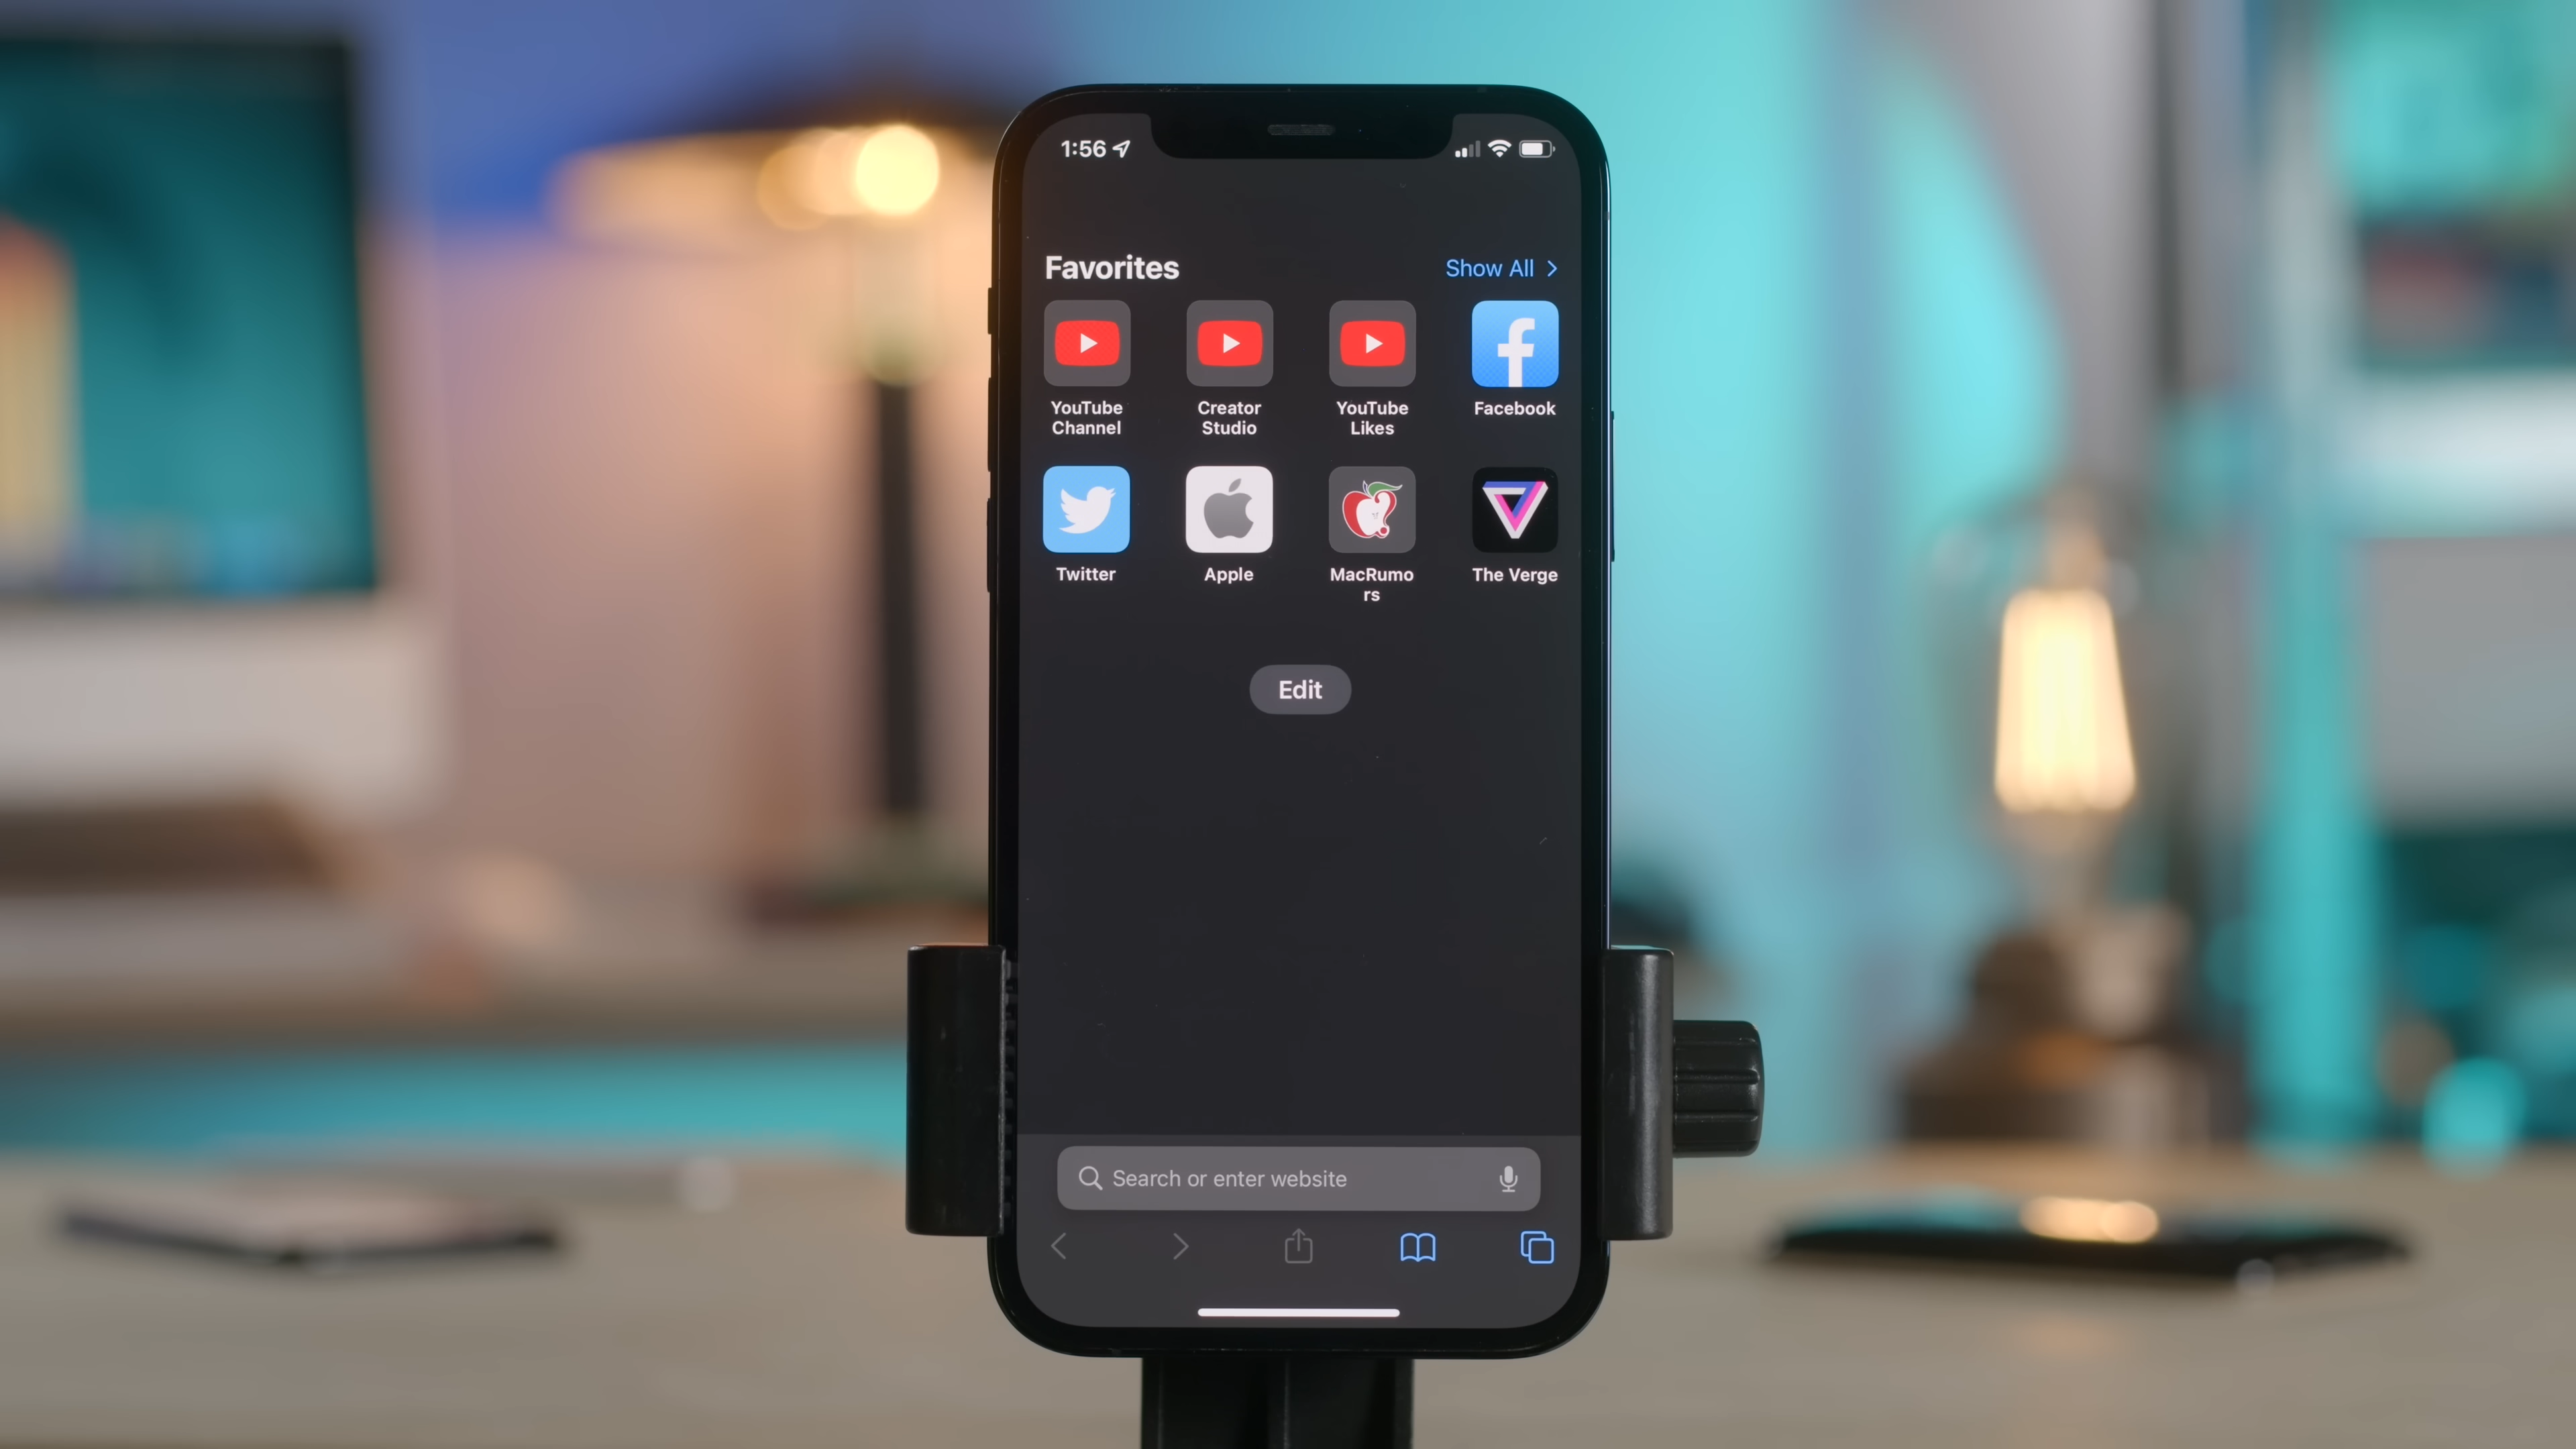 1:56
Favorites
Show All
YouTube
Channel
Creator
Studio
YouTube
Likes
Facebook
Twitter
Apple
MacRumo
rs
The Verge
Edit
Search or enter website